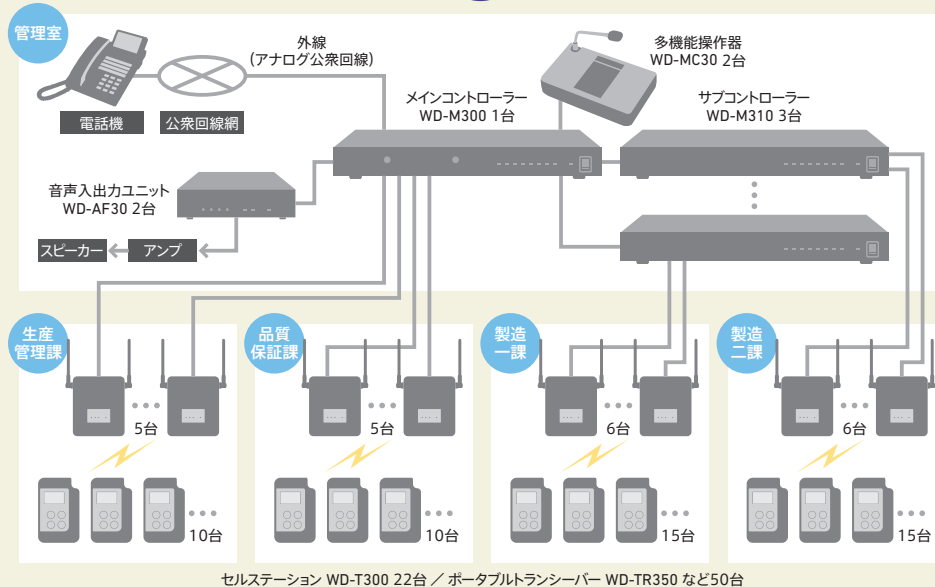 管理室
外線
(アナログ公衆回線)
多機能操作器
WD-MC30 2台
メインコントローラー
WD-M300 1台
サブコントローラー
WD-M310 3台
電話機
公衆回線網
音声入出力ユニット
WD-AF30 2台
スピーカー
アンプ
生産
管理課
5台
10台
品質
保証課
5台
10台
製造
一課
6台
15台
製造
二課
6台
15台
セルステーション WD-T300 22台 ／ ポータブルトランシーバー WD-TR350 など50台